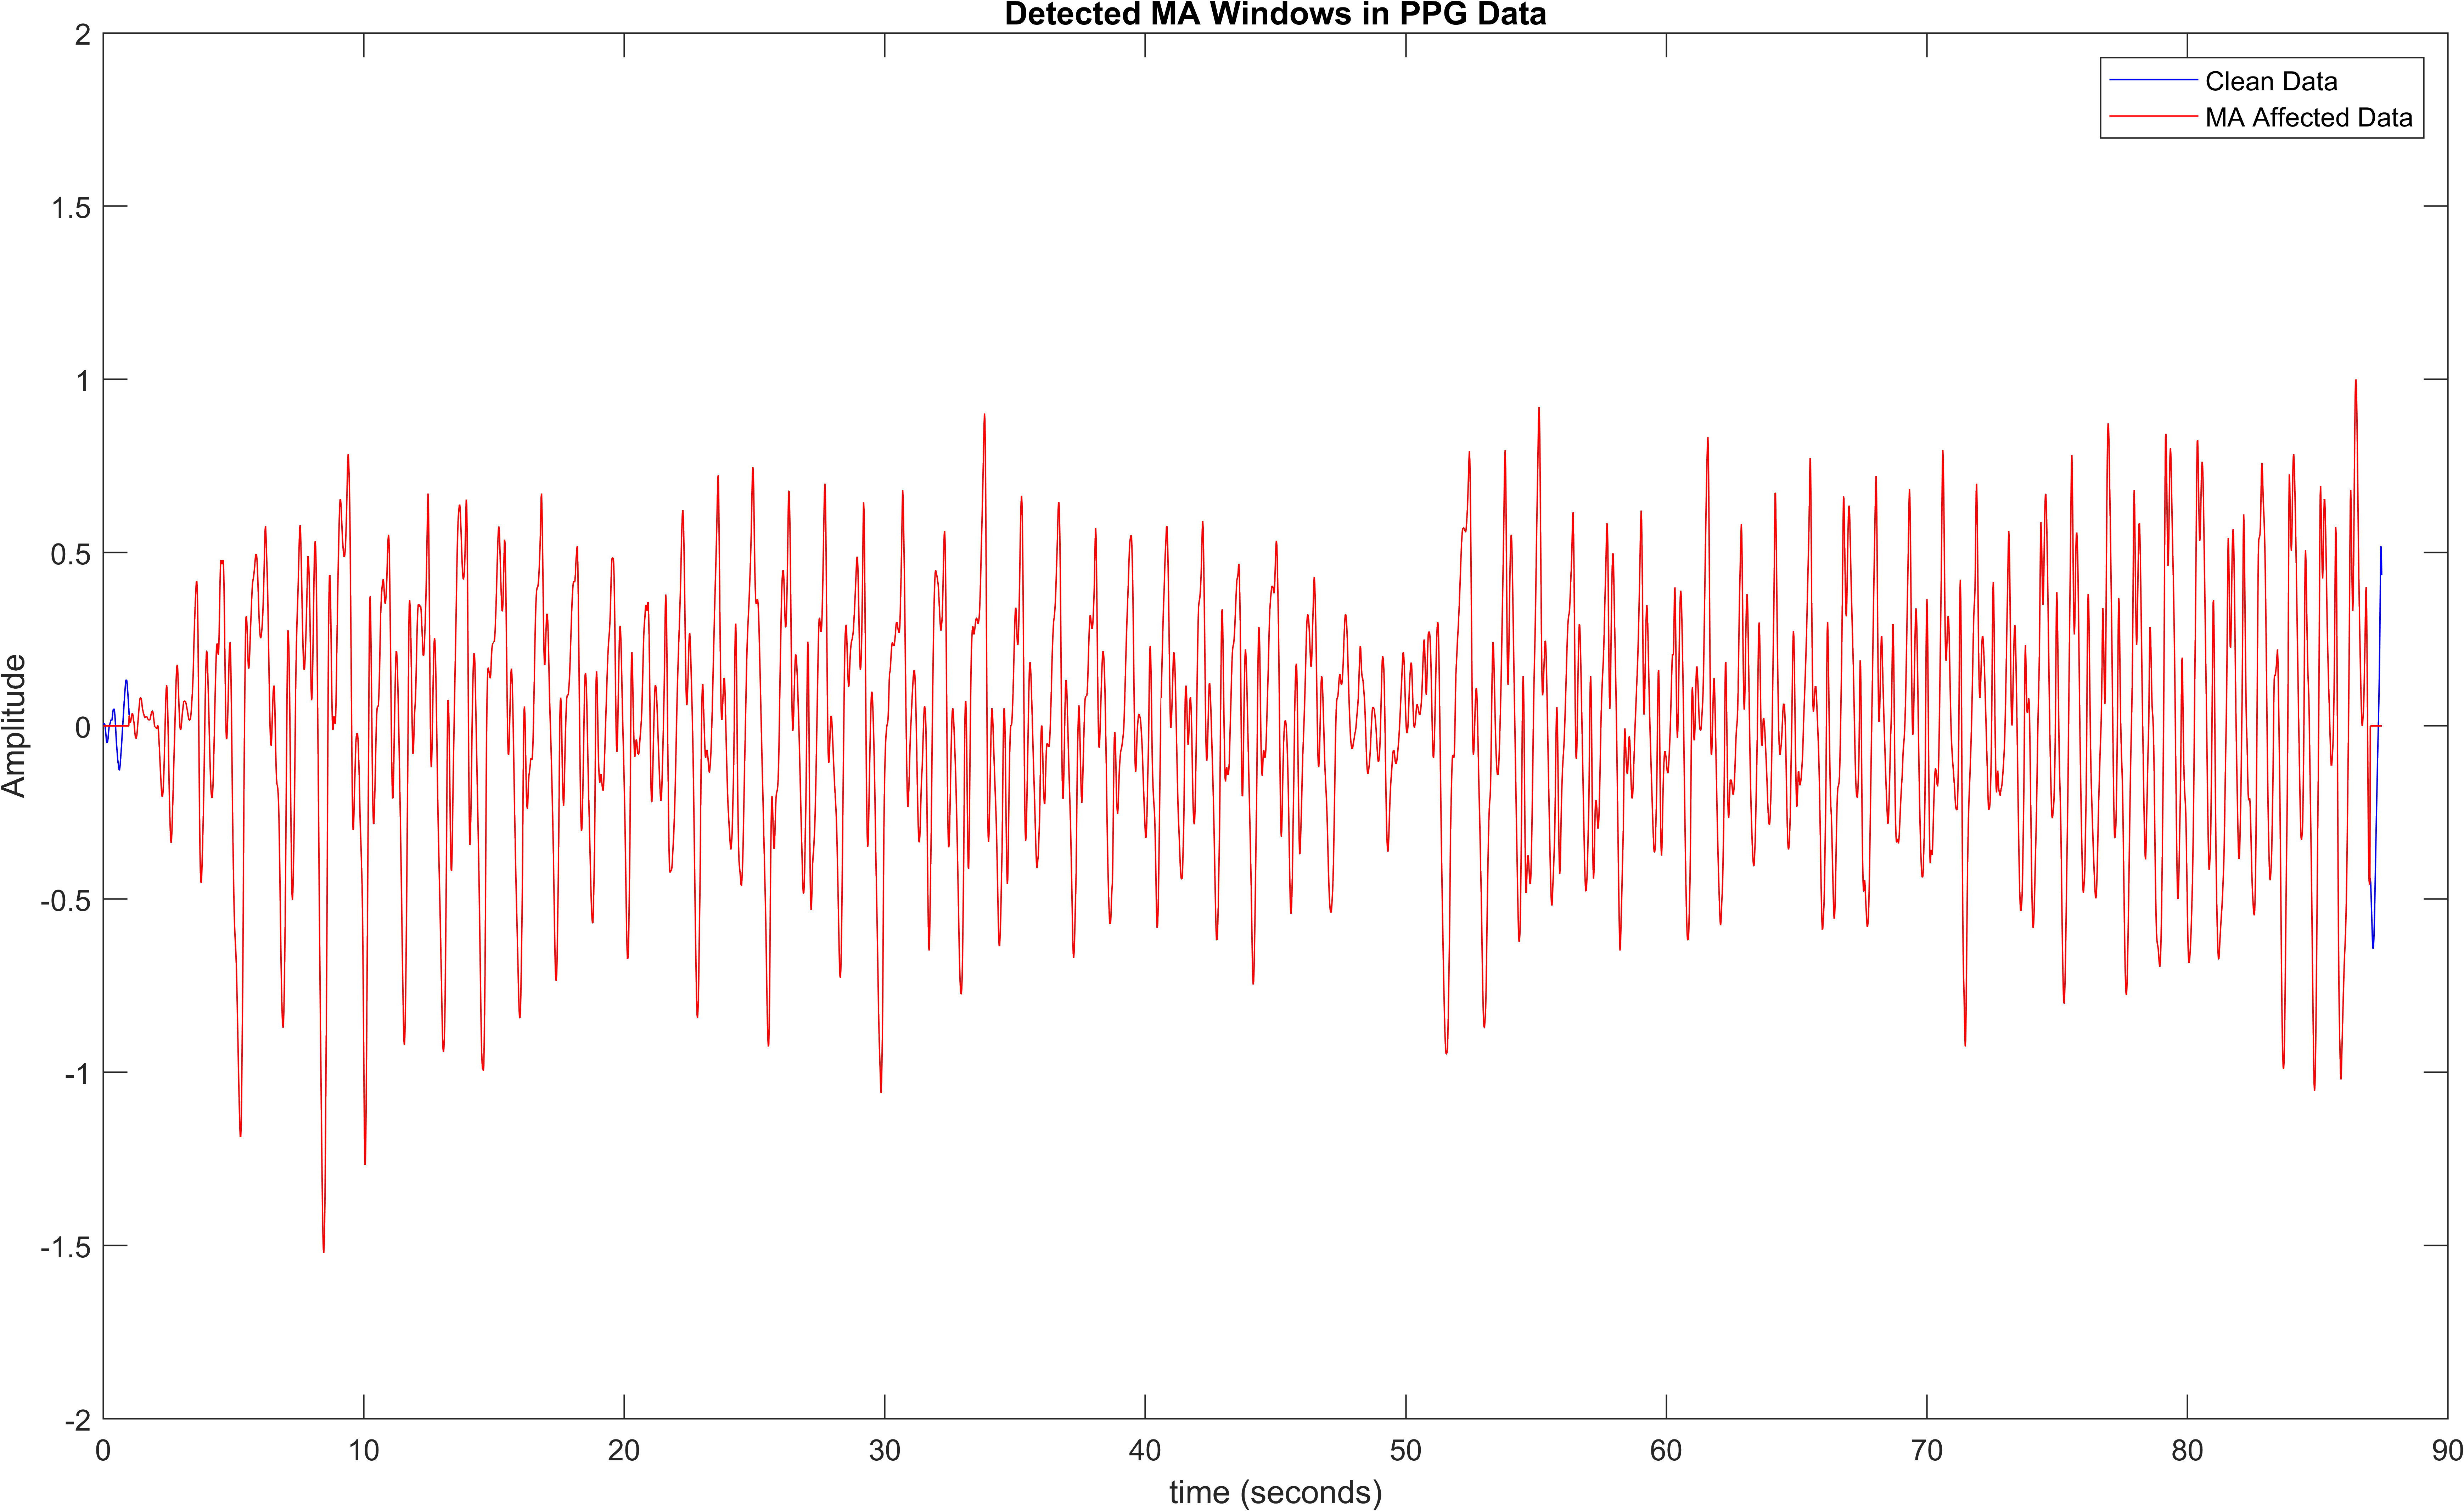 Detected MA Windows in PPG Data
Clean Data
MA Affected Data
2
1.5
1
0.5
0
-0.5
-1
-1.5
-2
Amplitude
0 10 20 30 40 50 60 70 80 90
time (seconds)